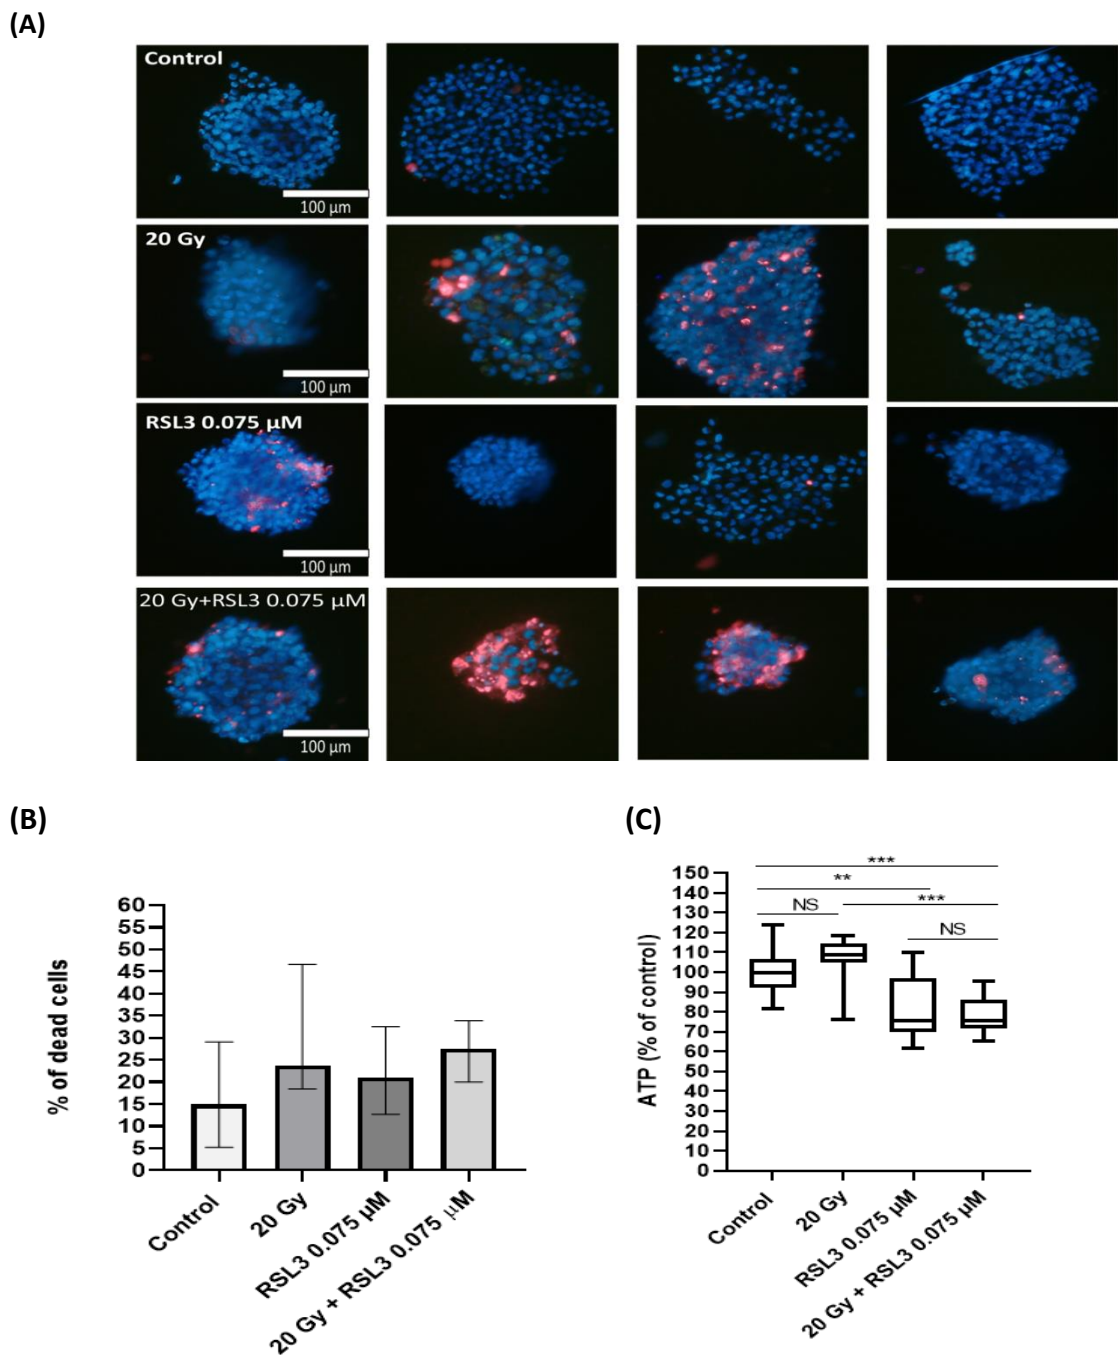 (A)
Control
100 µm
20 Gy
100 µm
RSL3 0.075 µM
100 µm
20 Gy+RSL3 0.075 µM
100 µm
(B)
% of dead cells
60
55
50
45
40
35
30
25
20
15
10
5
0
Control
20 Gy
RSL3 0.075 µM
20 Gy + RSL3 0.075 µM
(C)
ATP (% of control)
150
140
130
120
110
100
90
80
70
60
50
40
30
20
10
0
***
**
NS
***
NS
Control
20 Gy
RSL3 0.075 µM
20 Gy + RSL3 0.075 µM